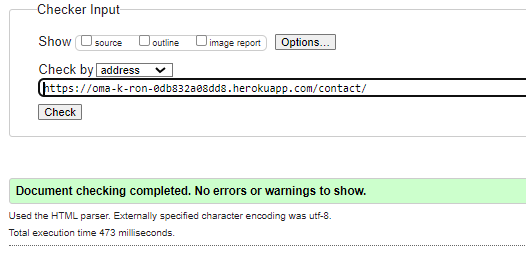 Checker Input
Show source outline image report Options...
Check by address
https://oma-k-ron-0db832a08dd8.herokuapp.com/contact/
Check
Document checking completed. No errors or warnings to show.
Used the HTML parser. Externally specified character encoding was utf-8.
Total execution time 473 milliseconds.